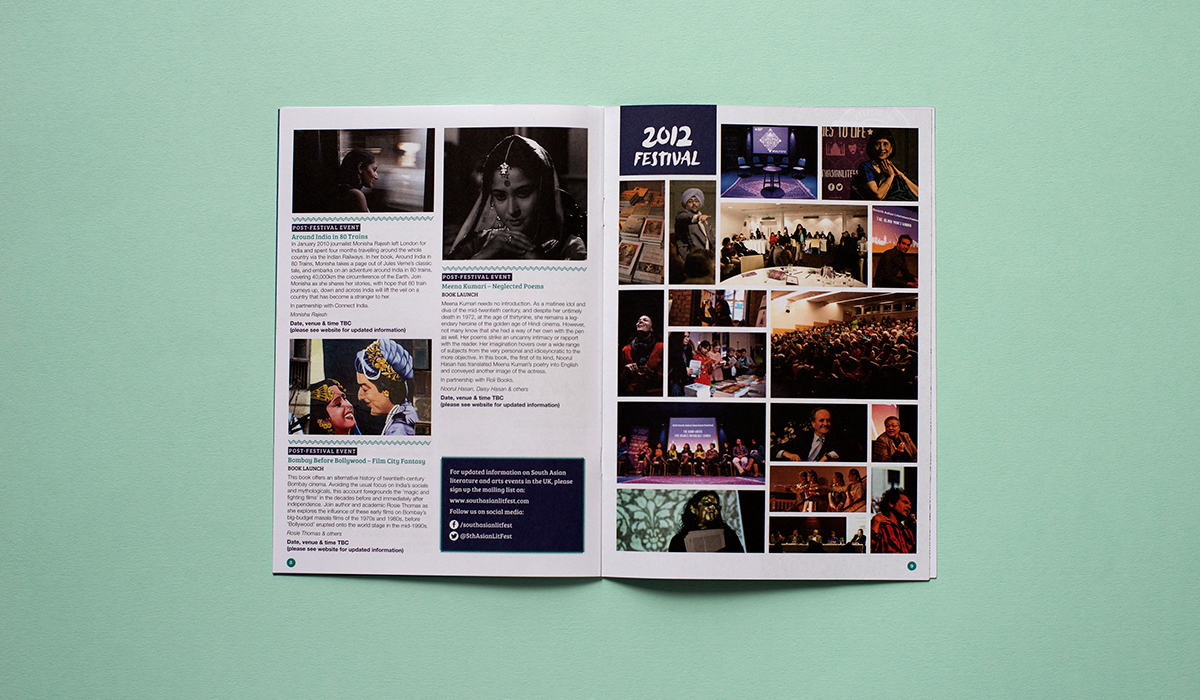 POST-FESTIVAL EVENT
Around India in 80 Trains
In January 2010 journalist Monisha Rajesh left London for
India and spent four months travelling around the whole
country via the Indian Railways. In her book, Around India in
80 Trains, Monisha takes a page out of Jules Verne's classic
tale, and embarks on an adventure around India in 80 trains,
covering 40,000km the circumference of the Earth. Join
Monisha as she shares her stories, with hope that 80 train
journeys up, down and across India will lift the veil on a
country that has become a stranger to her.
In partnership with Connect India.
Monisha Rajesh
Date, venue & time TBC
(please see website for updated information)
POST-FESTIVAL EVENT
Bombay Before Bollywood – Film City Fantasy
BOOK LAUNCH
This book offers an alternative history of twentieth-century
Bombay cinema. Avoiding the usual focus on India's socials
and mythologicals, this account foregrounds the 'magic and
fighting films' in the decades before and immediately after
independence. Join author and academic Rosie Thomas as
she explores the influence of these early films on Bombay's
big-budget masala films of the 1970s and 1980s, before
'Bollywood' erupted onto the world stage in the mid-1990s.
Rosie Thomas & others
Date, venue & time TBC
(please see website for updated information)
8
POST-FESTIVAL EVENT
Meena Kumari – Neglected Poems
BOOK LAUNCH
Meena Kumari needs no introduction. As a matinee idol and
diva of the mid-twentieth century, and despite her untimely
death in 1972, at the age of thirtynine, she remains a leg-
endary heroine of the golden age of Hindi cinema. However,
not many know that she had a way of her own with the pen
as well. Her poems strike an uncanny intimacy or rapport
with the reader. Her imagination hovers over a wide range
of subjects from the very personal and idiosyncratic to the
more objective. In this book, the first of its kind, Noorul
Hasan has translated Meena Kumari's poetry into English
and conveyed another image of the actress.
In partnership with Roli Books.
Noorul Hasan, Daisy Hasan & others
Date, venue & time TBC
(please see website for updated information)
For updated information on South Asian
literature and arts events in the UK, please
sign up the mailing list on:
www.southasianlitfest.com
Follow us on social media:
/southasianlitfest
@SthAsianLitFest
2012
FESTIVAL
ES TO LIFE
9